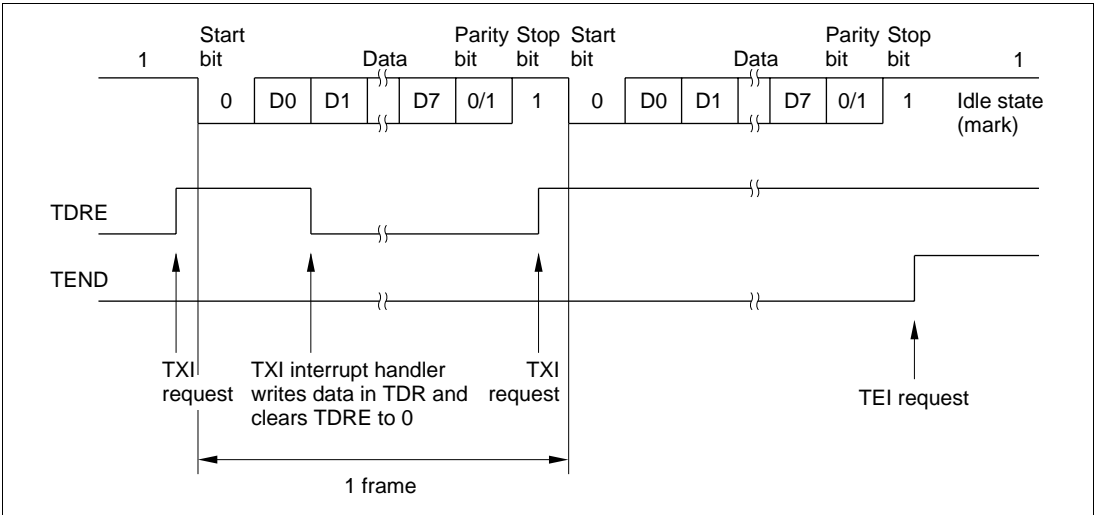 Start Parity Stop Start Parity Stop
1 bit Data bit bit bit Data bit bit 1
0 D0 D1 D7 0/1 1 0 D0 D1 D7 0/1 1 Idle state
(mark)
TDRE
TEND
TXI TXI interrupt handler TXI
request writes data in TDR and request
clears TDRE to 0
TEI request
1 frame